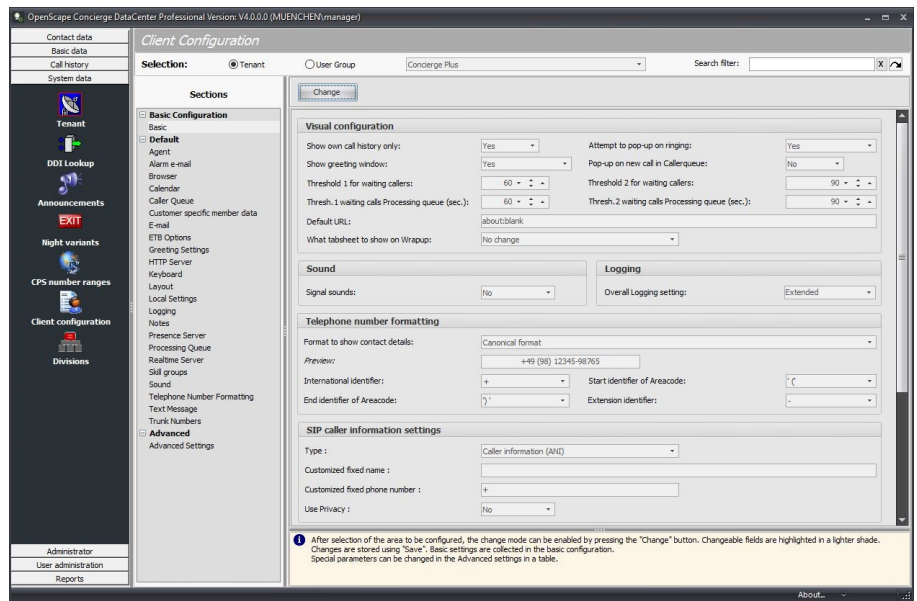 OpenScape Concierge DataCenter Professional Version: V4.0.0.0 (MUENCHEN\manager)
Contact data
Basic data
Call history
System data
Tenant
DDI Lookup
Announcements
EXIT
Night variants
CPS number ranges
Client configuration
Divisions
Administrator
User administration
Reports
Client Configuration
Selection: Tenant User Group Concierge Plus Search filter: X
Sections
Basic Configuration
Basic
Default
Agent
Alarm e-mail
Browser
Calendar
Caller Queue
Customer specific member data
E-mail
ETB Options
Greeting Settings
HTTP Server
Keyboard
Layout
Local Settings
Logging
Notes
Presence Server
Processing Queue
Realtime Server
Skill groups
Sound
Telephone Number Formatting
Text Message
Trunk Numbers
Advanced
Advanced Settings
Change
Visual configuration
Show own call history only: Yes Attempt to pop-up on ringing: Yes
Show greeting window: Yes Pop-up on new call in Callerqueue: No
Threshold 1 for waiting callers: 60 Threshold 2 for waiting callers: 90
Thresh.1 waiting calls Processing queue (sec.): 60 Thresh.2 waiting calls Processing queue (sec.): 90
Default URL: about:blank
What tabsheet to show on Wrapup: No change
Sound Logging
Signal sounds: No Overall Logging setting: Extended
Telephone number formatting
Format to show contact details: Canonical format
Preview: +49 (98) 12345-98765
International identifier: + Start identifier of Areacode: ' ('
End identifier of Areacode: ') ' Extension identifier: -
SIP caller information settings
Type : Caller information (ANI)
Customized fixed name :
Customized fixed phone number : +
Use Privacy : No
After selection of the area to be configured, the change mode can be enabled by pressing the "Change" button. Changeable fields are highlighted in a lighter shade.
Changes are stored using "Save". Basic settings are collected in the basic configuration.
Special parameters can be changed in the Advanced settings in a table.
About...